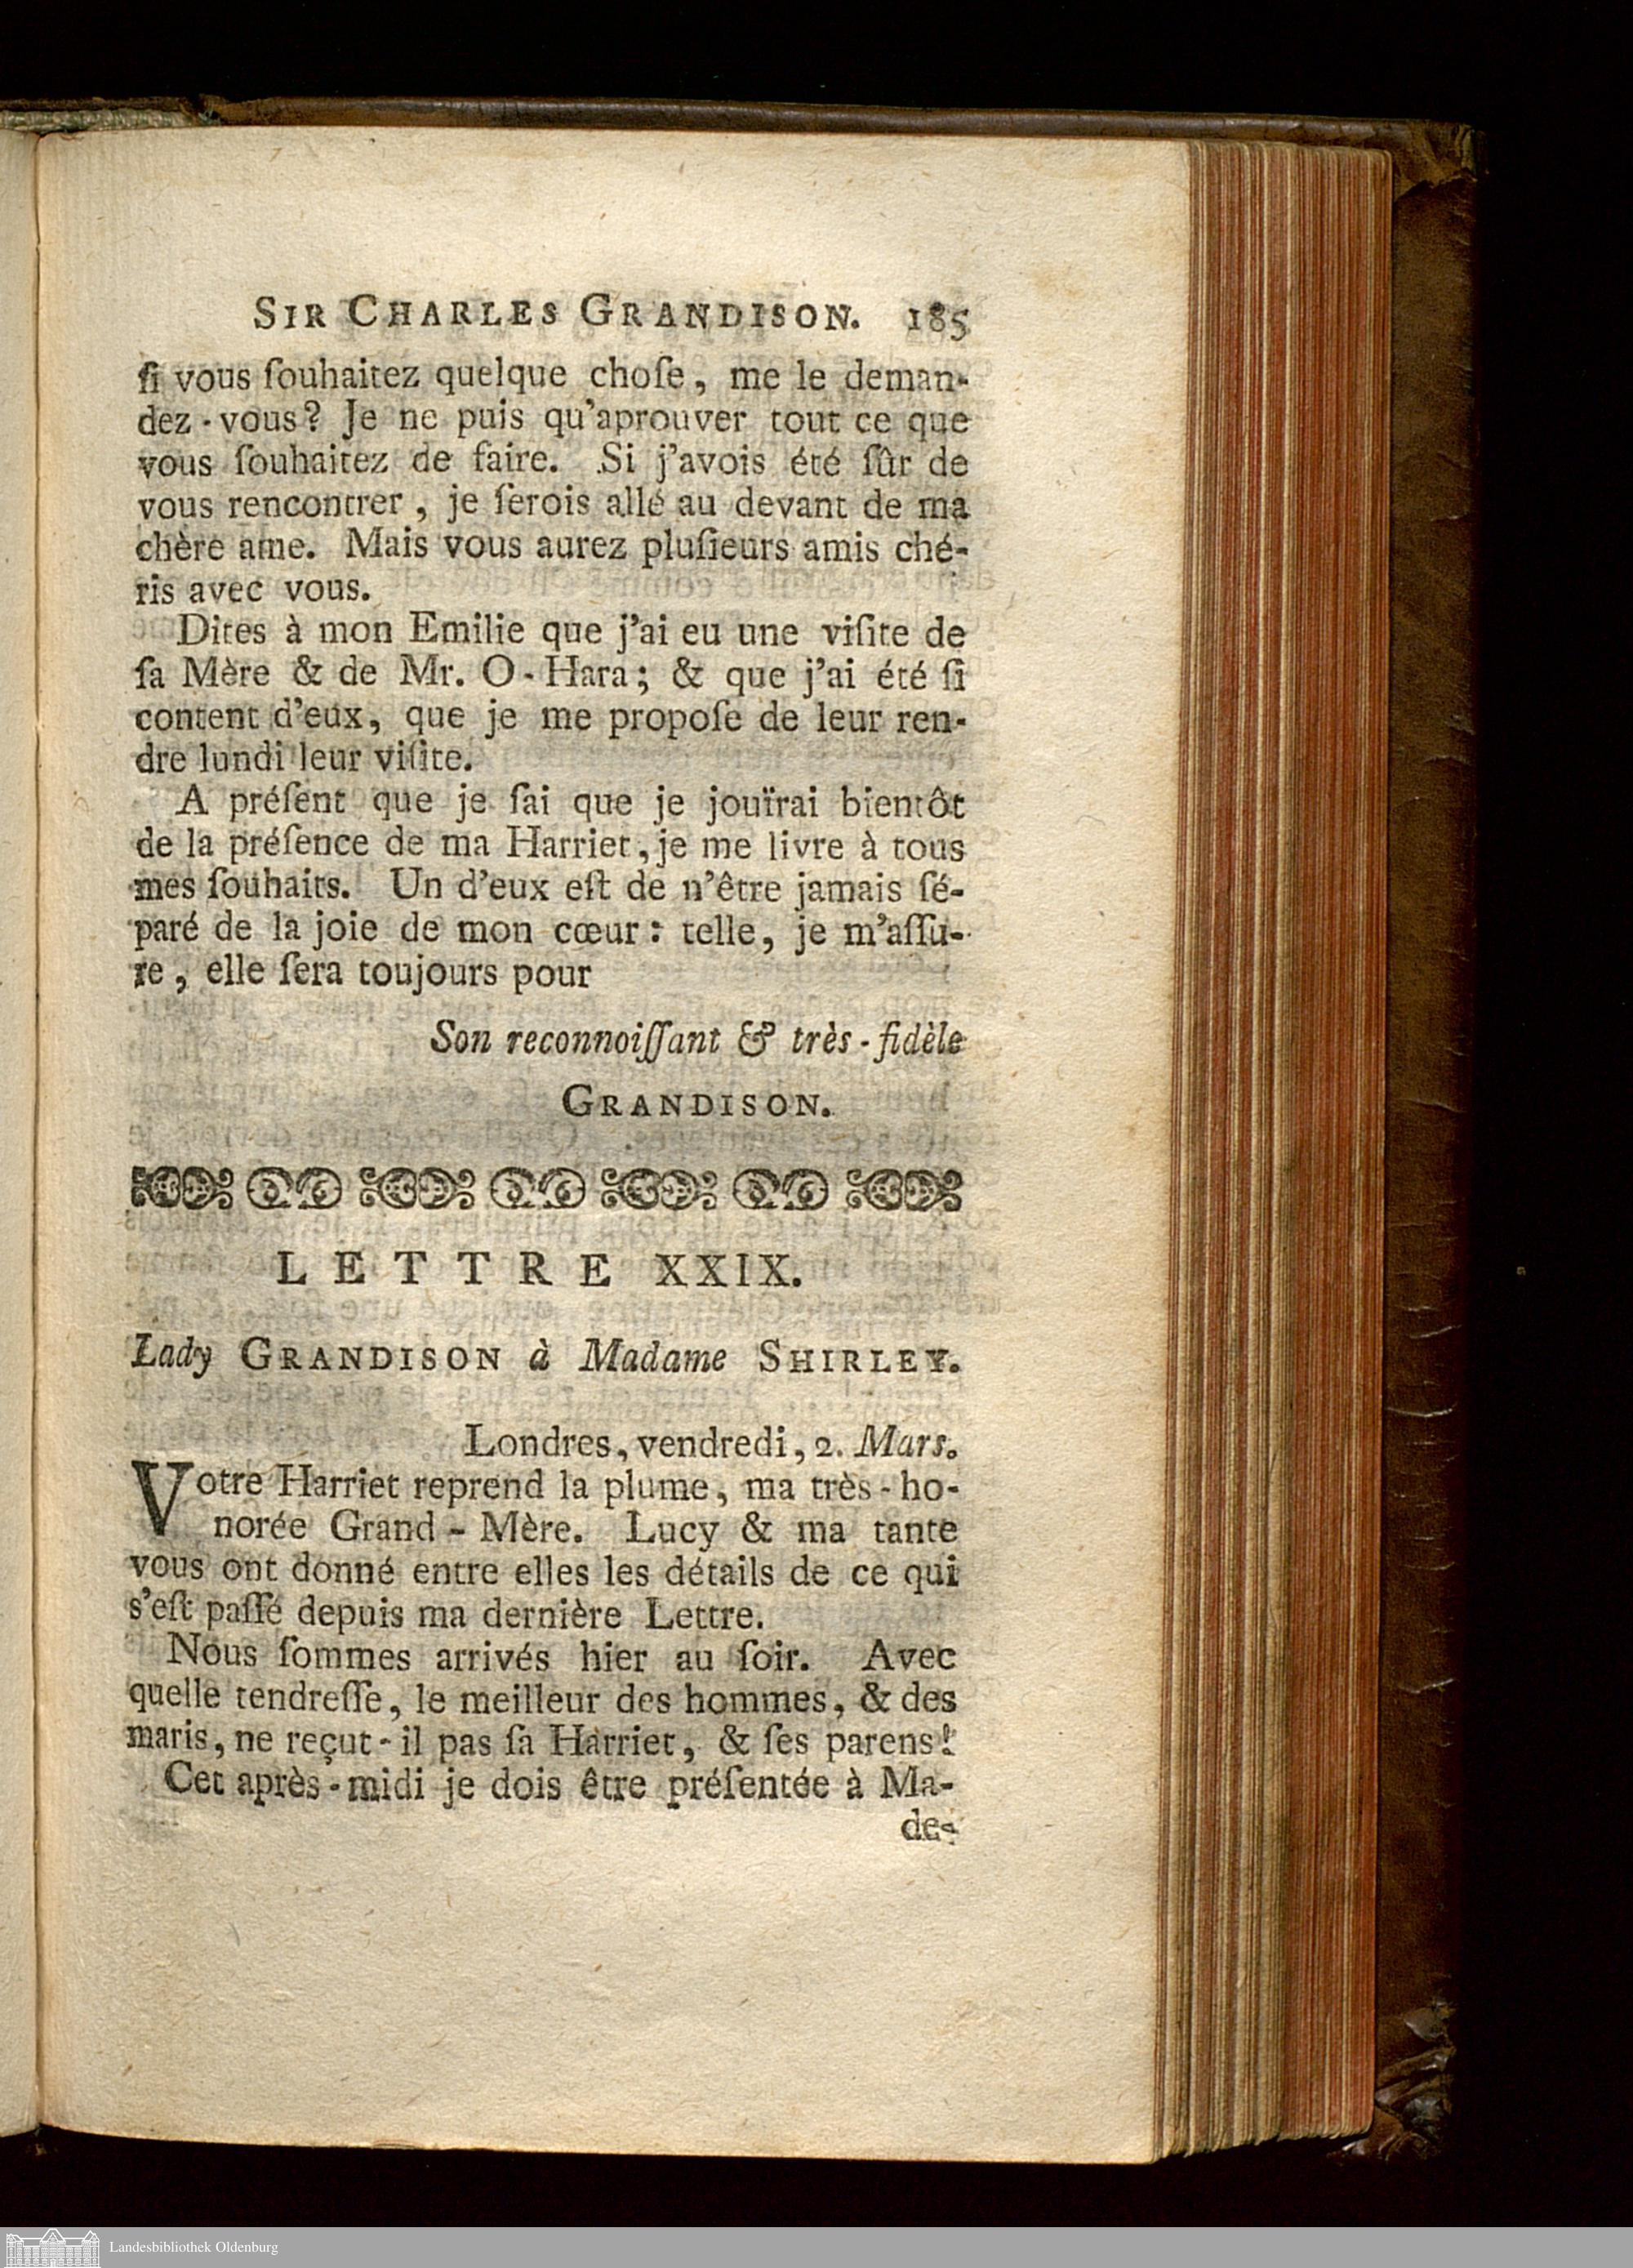 SIR CHARLES GRANDISON. 185
ſi vous ſouhaitez quelque choſe, me le deman-
dez-vous? Je ne puis qu'aprouver tout ce que
vous ſouhaitez de faire. Si j'avois été ſûr de
vous rencontrer, je ſerois allé au devant de ma
chère ame. Mais vous aurez pluſieurs amis ché-
ris avec vous.
Dites à mon Emilie que j'ai eu une viſite de
ſa Mère & de Mr. O-Hara; & que j'ai été ſi
content d'eux, que je me propoſe de leur ren-
dre lundi leur viſite.
A préſent que je ſai que je jouïrai bientôt
de la préſence de ma Harriet, je me livre à tous
mes ſouhaits. Un d'eux eſt de n'être jamais ſé-
paré de la joie de mon cœur: telle, je m'aſſu-
re, elle ſera toujours pour
Son reconnoiſſant & très-fidèle
GRANDISON.
LETTRE XXIX.
Lady GRANDISON à Madame SHIRLEY.
Londres, vendredi, 2. Mars.
Votre Harriet reprend la plume, ma très-ho-
norée Grand-Mère. Lucy & ma tante
vous ont donné entre elles les détails de ce qui
s'eſt paſſé depuis ma dernière Lettre.
Nous ſommes arrivés hier au ſoir. Avec
quelle tendreſſe, le meilleur des hommes, & des
maris, ne reçut-il pas ſa Harriet, & ſes parens!
Cet après-midi je dois être préſentée à Ma-
de-
Landesbibliothek Oldenburg